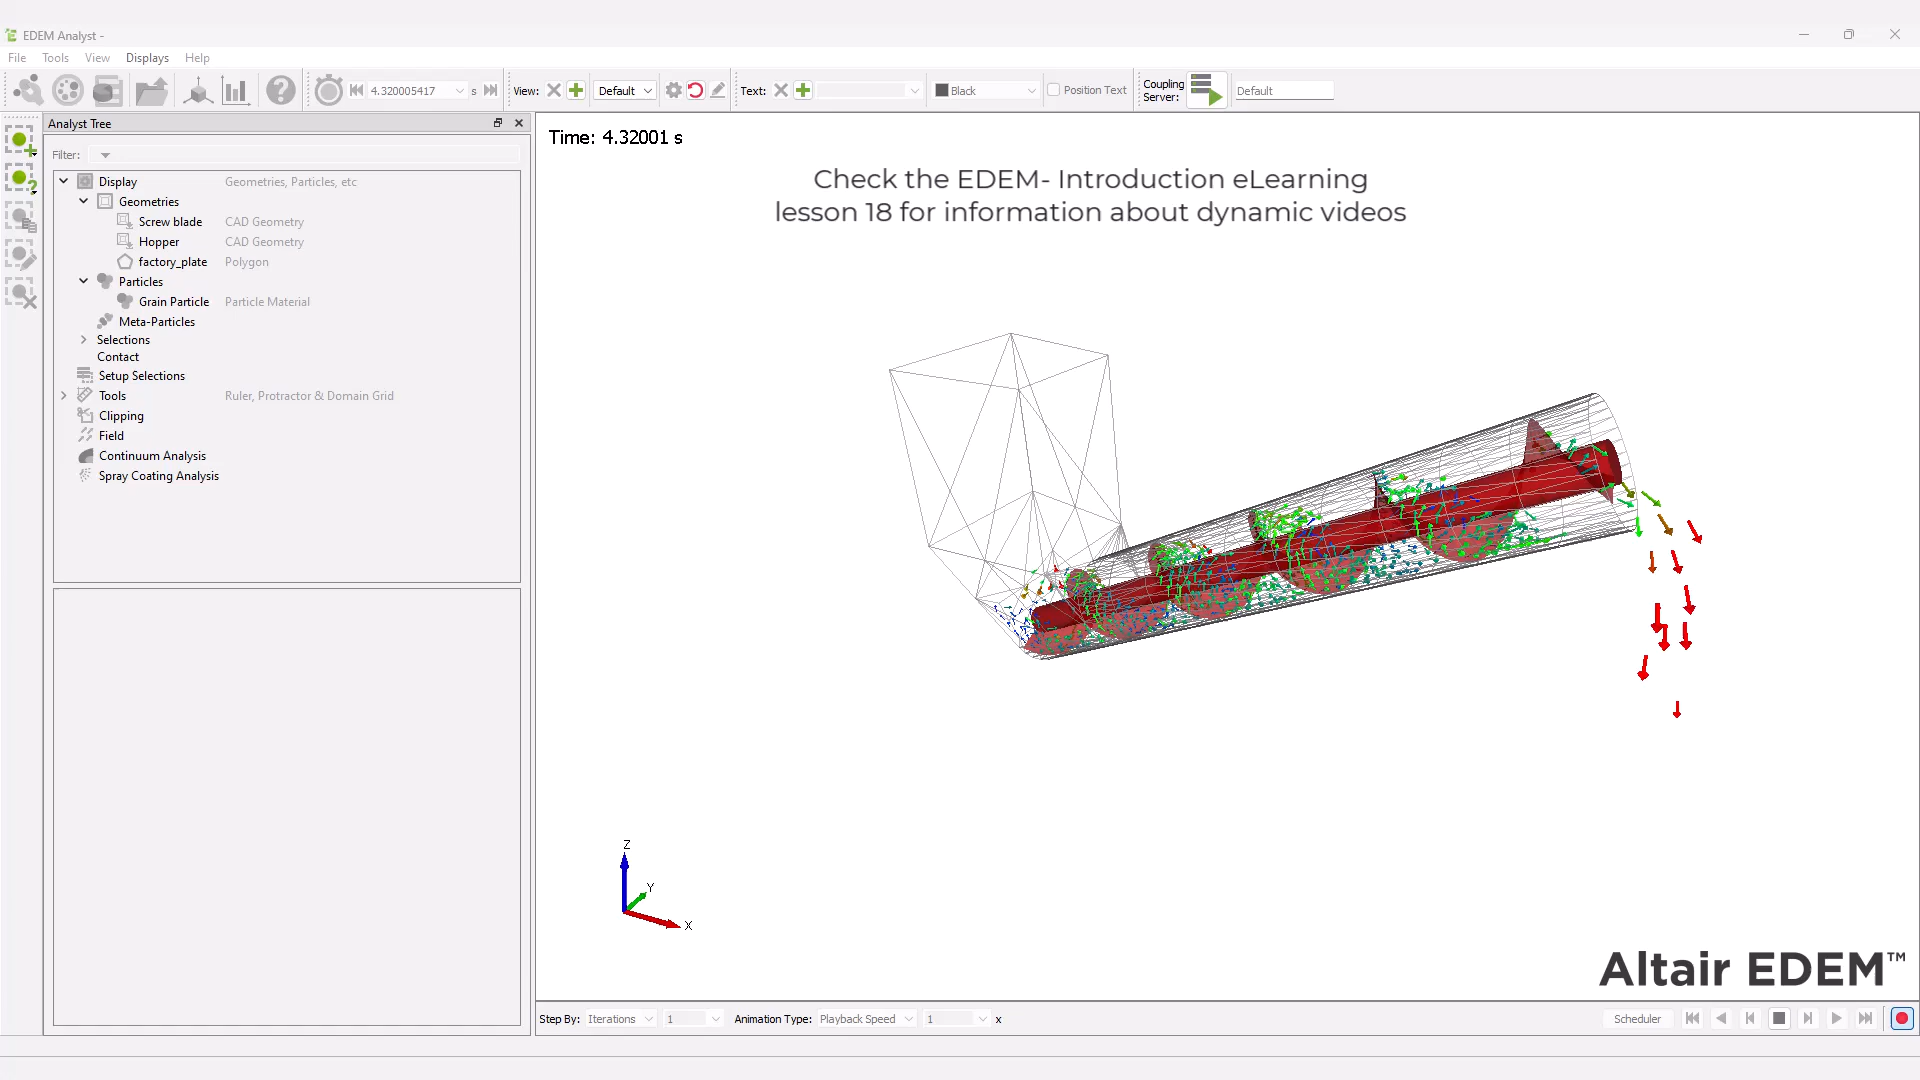 EDEM Analyst -
File Tools View Displays Help
4.320005417 s
View: Default
Text: Black Position Text
Coupling
Server: Default
Analyst Tree
Filter:
Display Geometries, Particles, etc
Geometries
Screw blade CAD Geometry
Hopper CAD Geometry
factory_plate Polygon
Particles
Grain Particle Particle Material
Meta-Particles
Selections
Contact
Setup Selections
Tools Ruler, Protractor & Domain Grid
Clipping
Field
Continuum Analysis
Spray Coating Analysis
Time: 4.32001 s
Check the EDEM- Introduction eLearning
lesson 18 for information about dynamic videos
Z
Y
X
Altair EDEM™
Step By: Iterations 1 Animation Type: Playback Speed 1 x Scheduler